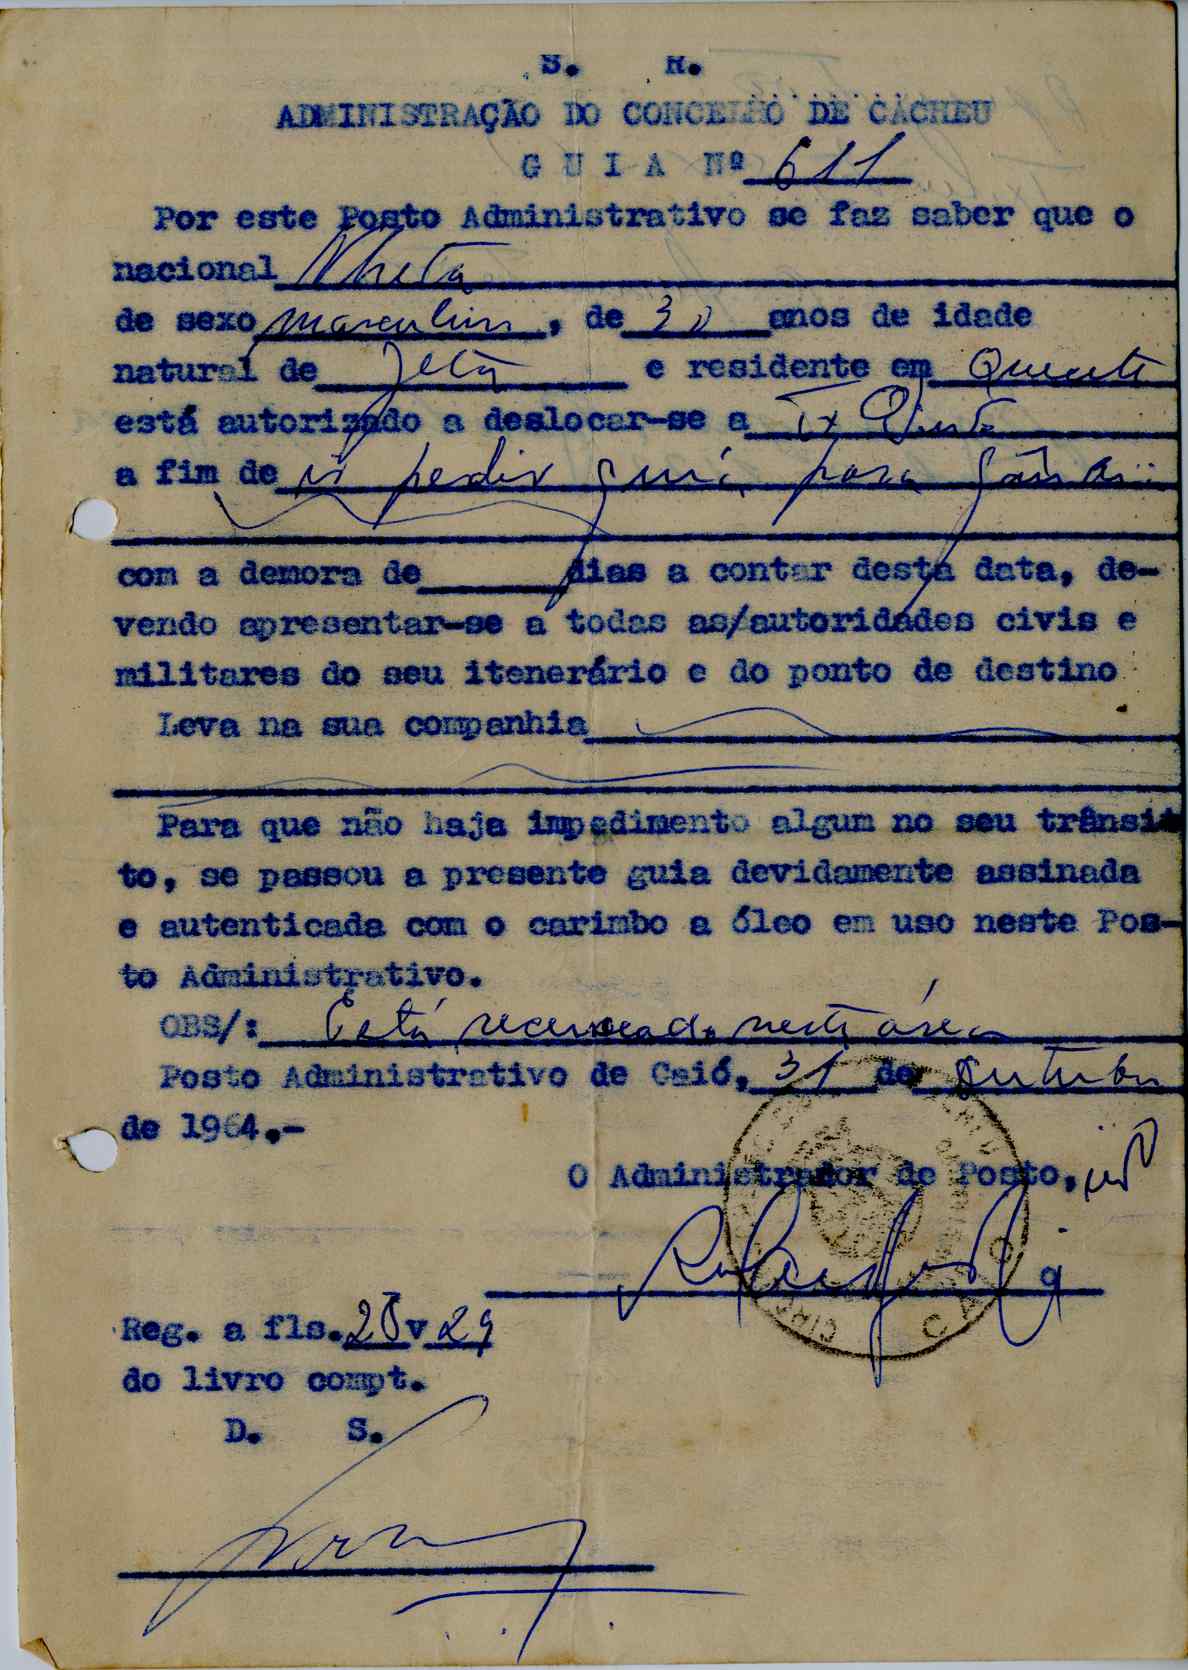 S. R.
ADMINISTRAÇÃO DO CONCELHO DE CACHEU
G U I A Nº 611
Por este Posto Administrativo se faz saber que o
nacional
de sexo masculino, de 30 anos de idade
natural de Jeta e residente em
está autorizado a deslocar-se a Tx Pinto
a fim de ir pedir guia para
com a demora de dias a contar desta data, de-
vendo apresentar-se a todas as/autoridades civis e
militares do seu itenerário e do ponto de destino
Leva na sua companhia
Para que não haja impedimento algum no seu trânsi-
to, se passou a presente guia devidamente assinada
e autenticada com o carimbo a óleo em uso neste Pos-
to Administrativo.
OBS/: Está recenseado nesta área
Posto Administrativo de Caió, 31 de Outubro
de 1964.-
O Administrador de Posto,
Reg. a fls. 28 v 29
do livro compt.
D. S.